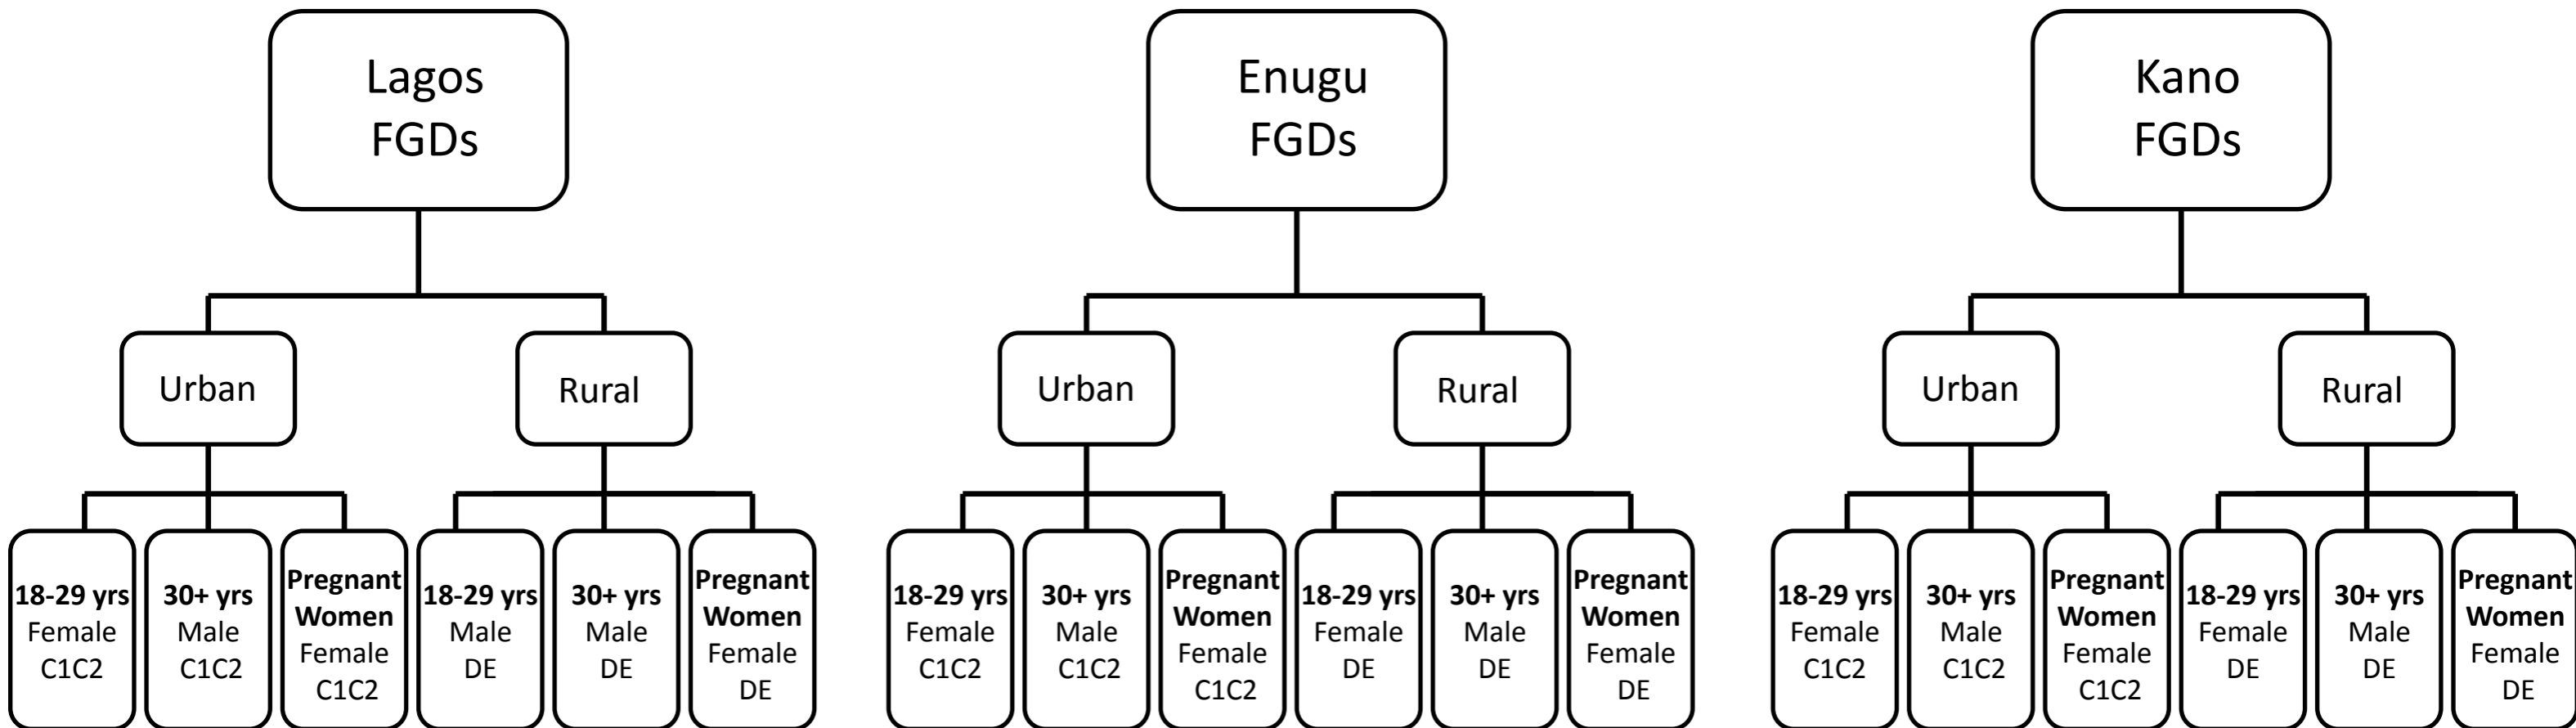 Lagos
FGDs
Urban
Rural
18-29 yrs
Female
C1C2
30+ yrs
Male
C1C2
Pregnant
Women
Female
C1C2
18-29 yrs
Male
DE
30+ yrs
Male
DE
Pregnant
Women
Female
DE
Enugu
FGDs
Urban
Rural
18-29 yrs
Female
C1C2
30+ yrs
Male
C1C2
Pregnant
Women
Female
C1C2
18-29 yrs
Female
DE
30+ yrs
Male
DE
Pregnant
Women
Female
DE
Kano
FGDs
Urban
Rural
18-29 yrs
Female
C1C2
30+ yrs
Male
C1C2
Pregnant
Women
Female
C1C2
18-29 yrs
Female
DE
30+ yrs
Male
DE
Pregnant
Women
Female
DE